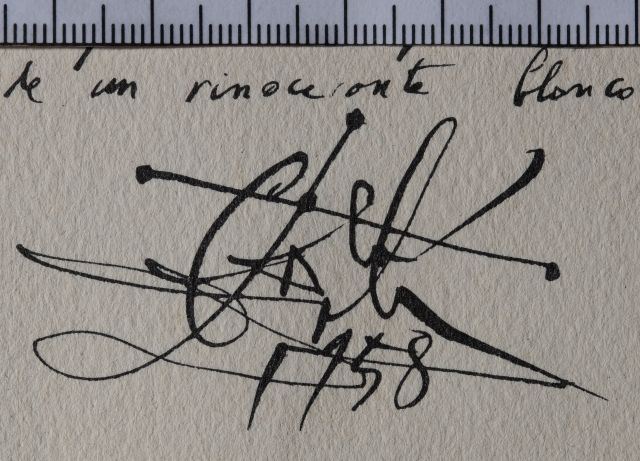 de un rinoceronte blanco
1958